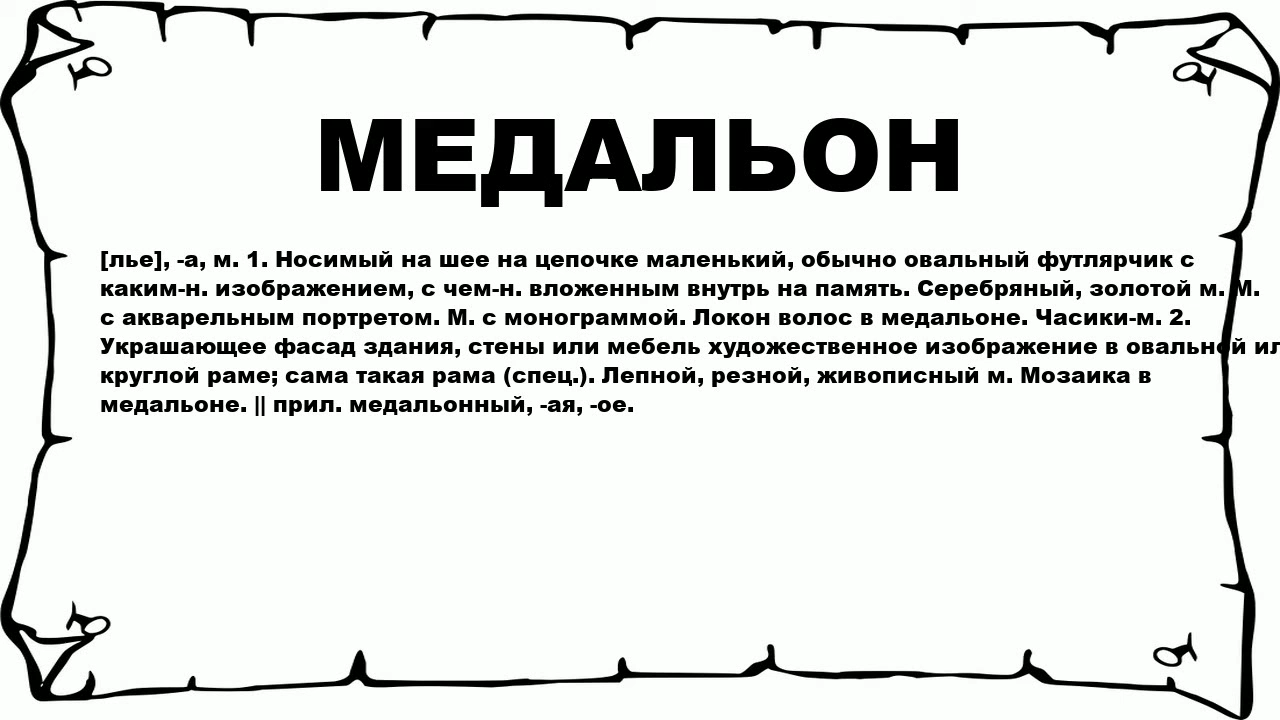 МЕДАЛЬОН
[лье], -а, м. 1. Носимый на шее на цепочке маленький, обычно овальный футлярчик с
каким-н. изображением, с чем-н. вложенным внутрь на память. Серебряный, золотой м. М.
с акварельным портретом. М. с монограммой. Локон волос в медальоне. Часики-м. 2.
Украшающее фасад здания, стены или мебель художественное изображение в овальной
круглой раме; сама такая рама (спец.). Лепной, резной, живописный м. Мозаика в
медальоне. || прил. медальонный, -ая, -ое.